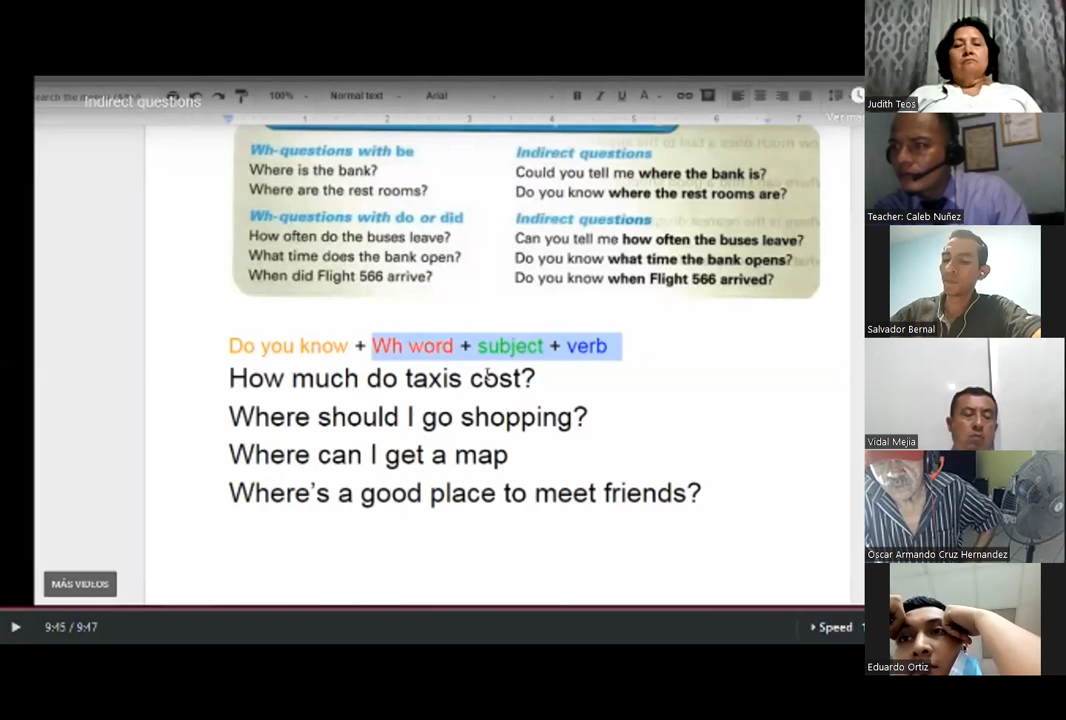 Indirect questions
100%
Normal text
Arial
B I U A
2 3 4 5 6 7
Wh-questions with be
Where is the bank?
Where are the rest rooms?
Wh-questions with do or did
How often do the buses leave?
What time does the bank open?
When did Flight 566 arrive?
Indirect questions
Could you tell me where the bank is?
Do you know where the rest rooms are?
Indirect questions
Can you tell me how often the buses leave?
Do you know what time the bank opens?
Do you know when Flight 566 arrived?
Do you know + Wh word + subject + verb
How much do taxis cost?
Where should I go shopping?
Where can I get a map
Where's a good place to meet friends?
MÁS VIDEOS
9:45 / 9:47
Speed
Judith Teos
Teacher: Caleb Nuñez
Salvador Bernal
Vidal Mejia
Oscar Armando Cruz Hernandez
Eduardo Ortiz